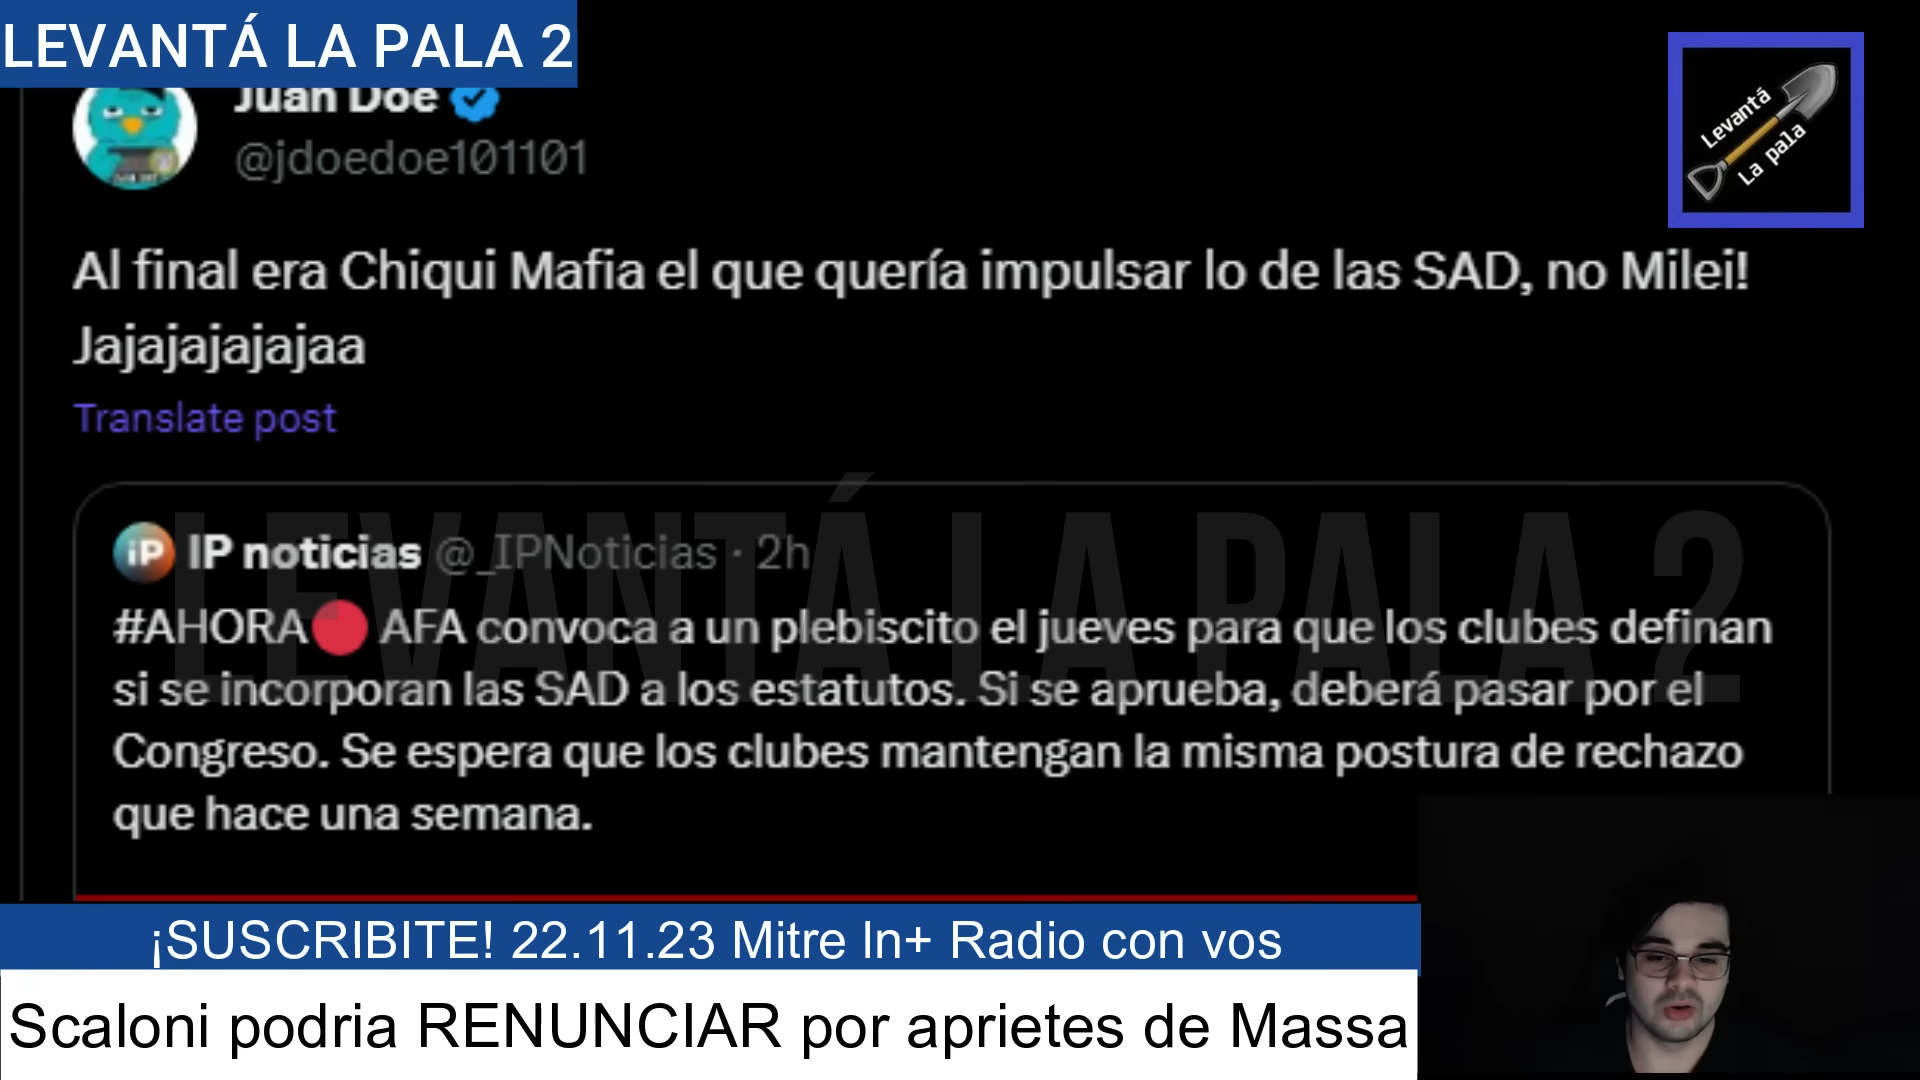 LEVANTÁ LA PALA 2
Juan Doe
@jdoedoe101101
Levantá
La pala
Al final era Chiqui Mafia el que quería impulsar lo de las SAD, no Milei!
Jajajajajajaa
Translate post
LEVANTÁ LA PALA 2
iP IP noticias @_IPNoticias · 2h
#AHORA🔴 AFA convoca a un plebiscito el jueves para que los clubes definan
si se incorporan las SAD a los estatutos. Si se aprueba, deberá pasar por el
Congreso. Se espera que los clubes mantengan la misma postura de rechazo
que hace una semana.
¡SUSCRIBITE! 22.11.23 Mitre In+ Radio con vos
Scaloni podria RENUNCIAR por aprietes de Massa